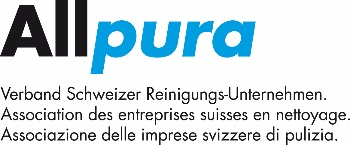 Allpura
Verband Schweizer Reinigungs-Unternehmen.
Association des entreprises suisses en nettoyage.
Associazione delle imprese svizzere di pulizia.